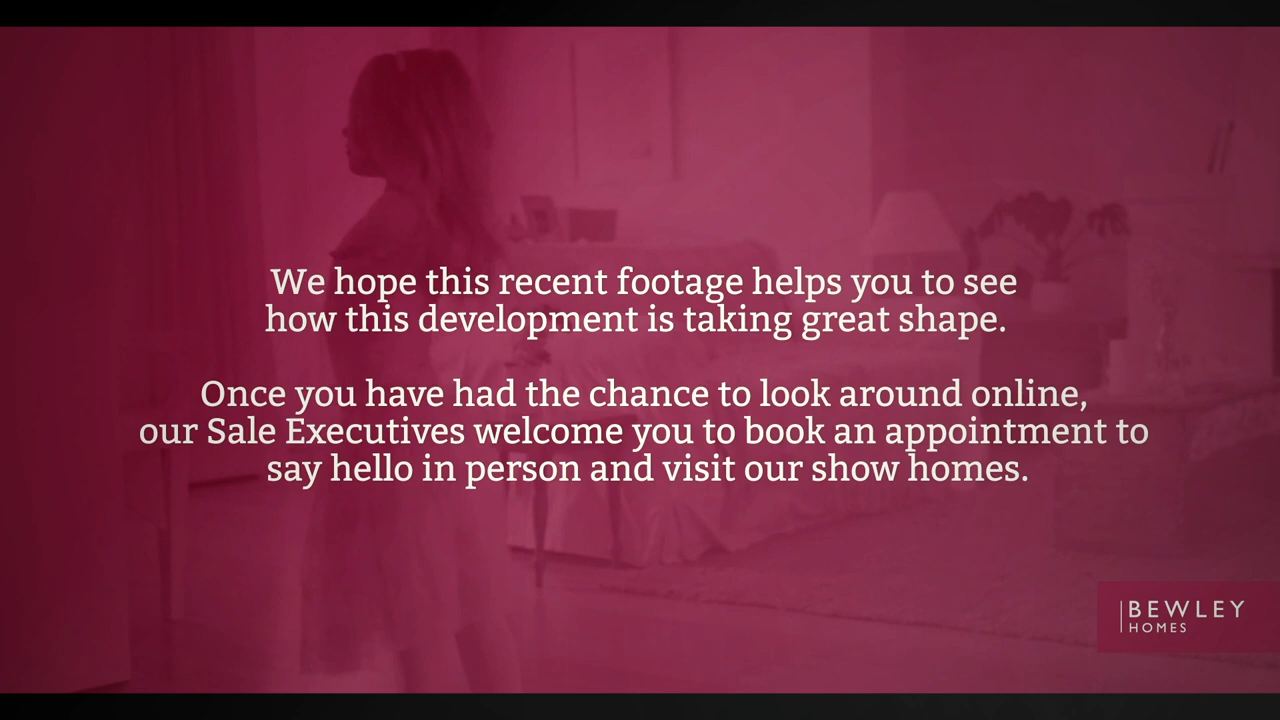 We hope this recent footage helps you to see
how this development is taking great shape.
Once you have had the chance to look around online,
our Sale Executives welcome you to book an appointment to
say hello in person and visit our show homes.
BEWLEY
HOMES